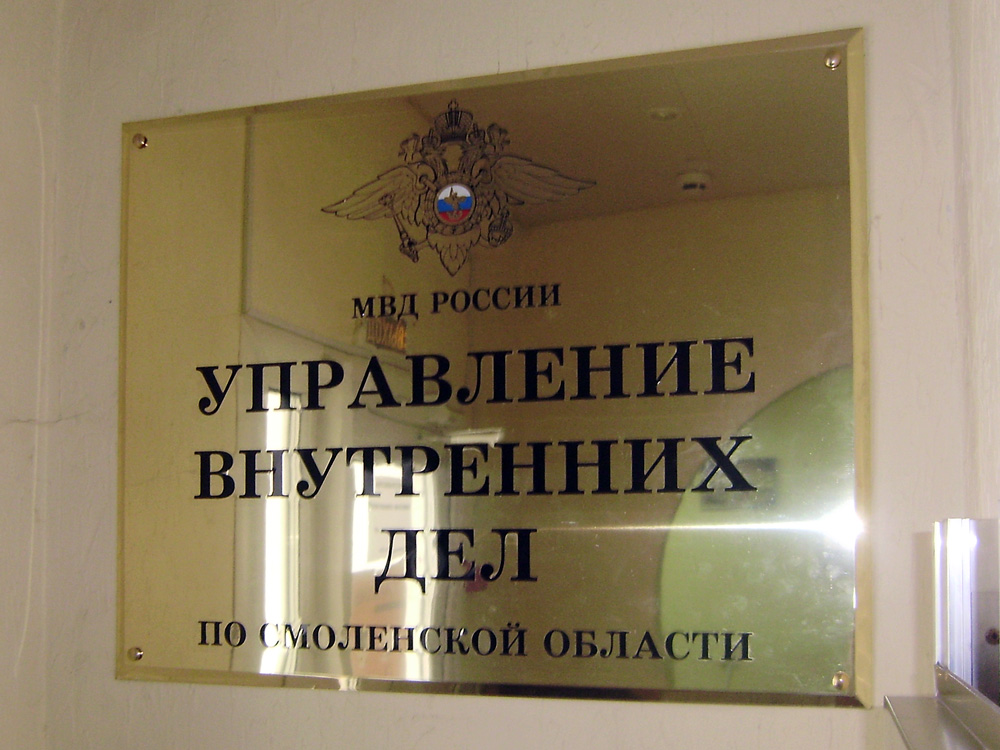 МВД РОССИИ
УПРАВЛЕНИЕ
ВНУТРЕННИХ
ДЕЛ
ПО СМОЛЕНСКОЙ ОБЛАСТИ